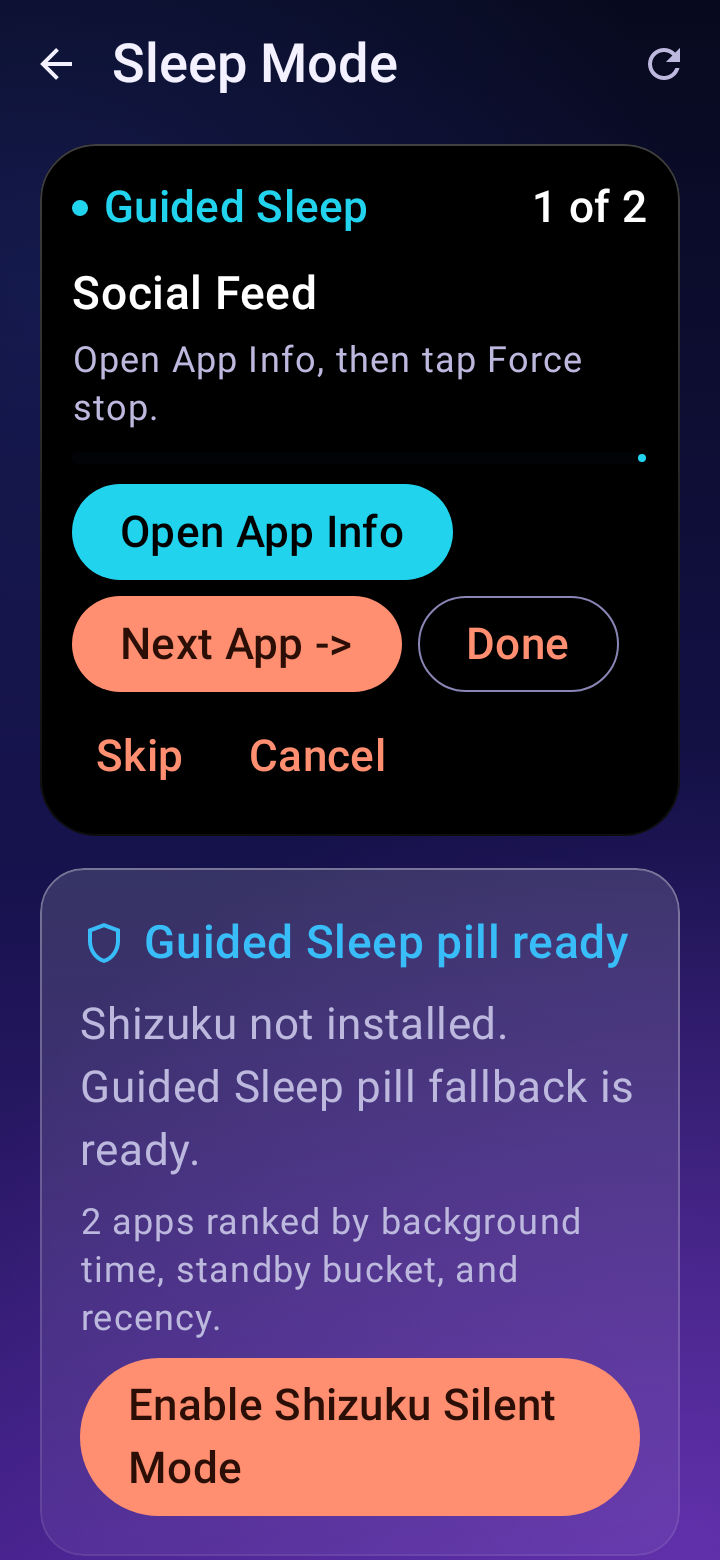 Sleep Mode
Guided Sleep
1 of 2
Social Feed
Open App Info, then tap Force
stop.
Open App Info
Next App ->
Done
Skip
Cancel
Guided Sleep pill ready
Shizuku not installed.
Guided Sleep pill fallback is
ready.
2 apps ranked by background
time, standby bucket, and
recency.
Enable Shizuku Silent
Mode